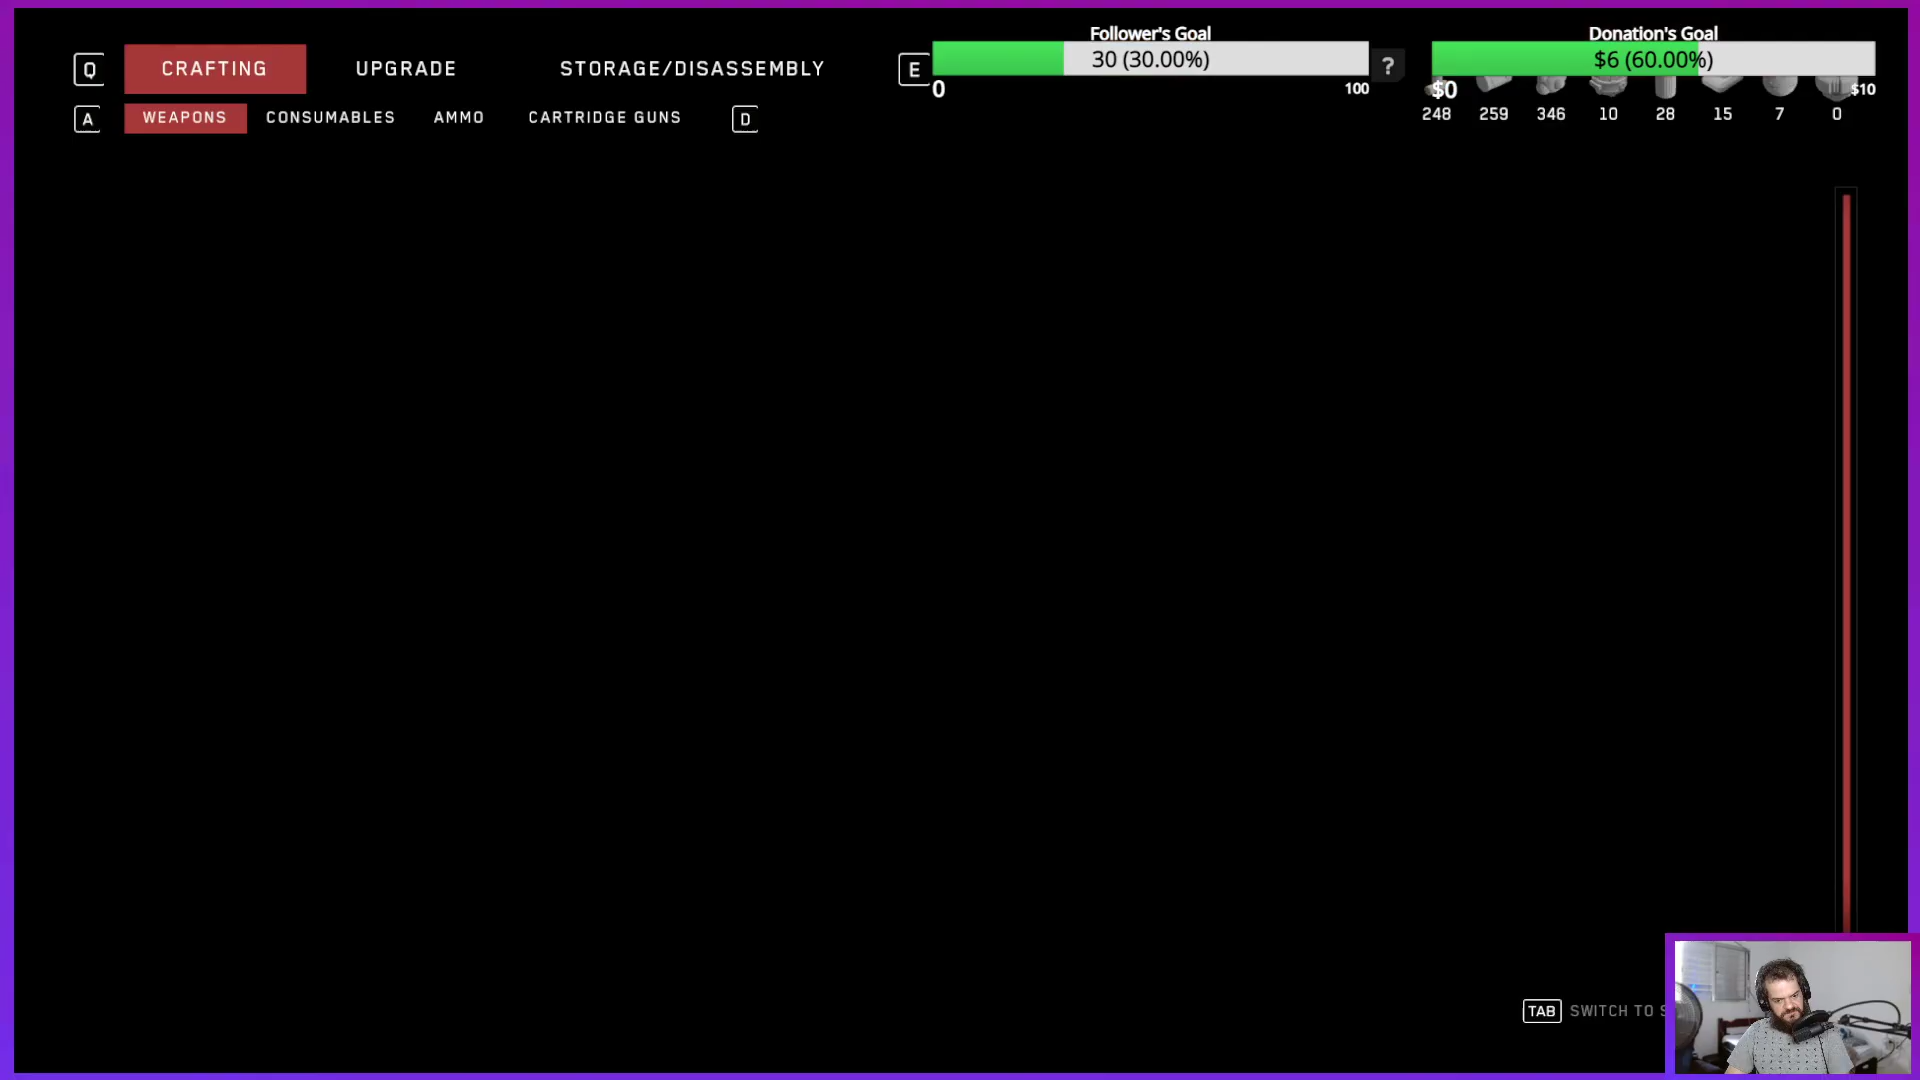 Follower's Goal
Donation's Goal
Q
CRAFTING
UPGRADE
STORAGE/DISASSEMBLY
E
30 (30.00%)
?
$6 (60.00%)
0
100
$0
$10
A
WEAPONS
CONSUMABLES
AMMO
CARTRIDGE GUNS
D
248
259
346
10
28
15
7
0
TAB
SWITCH TO